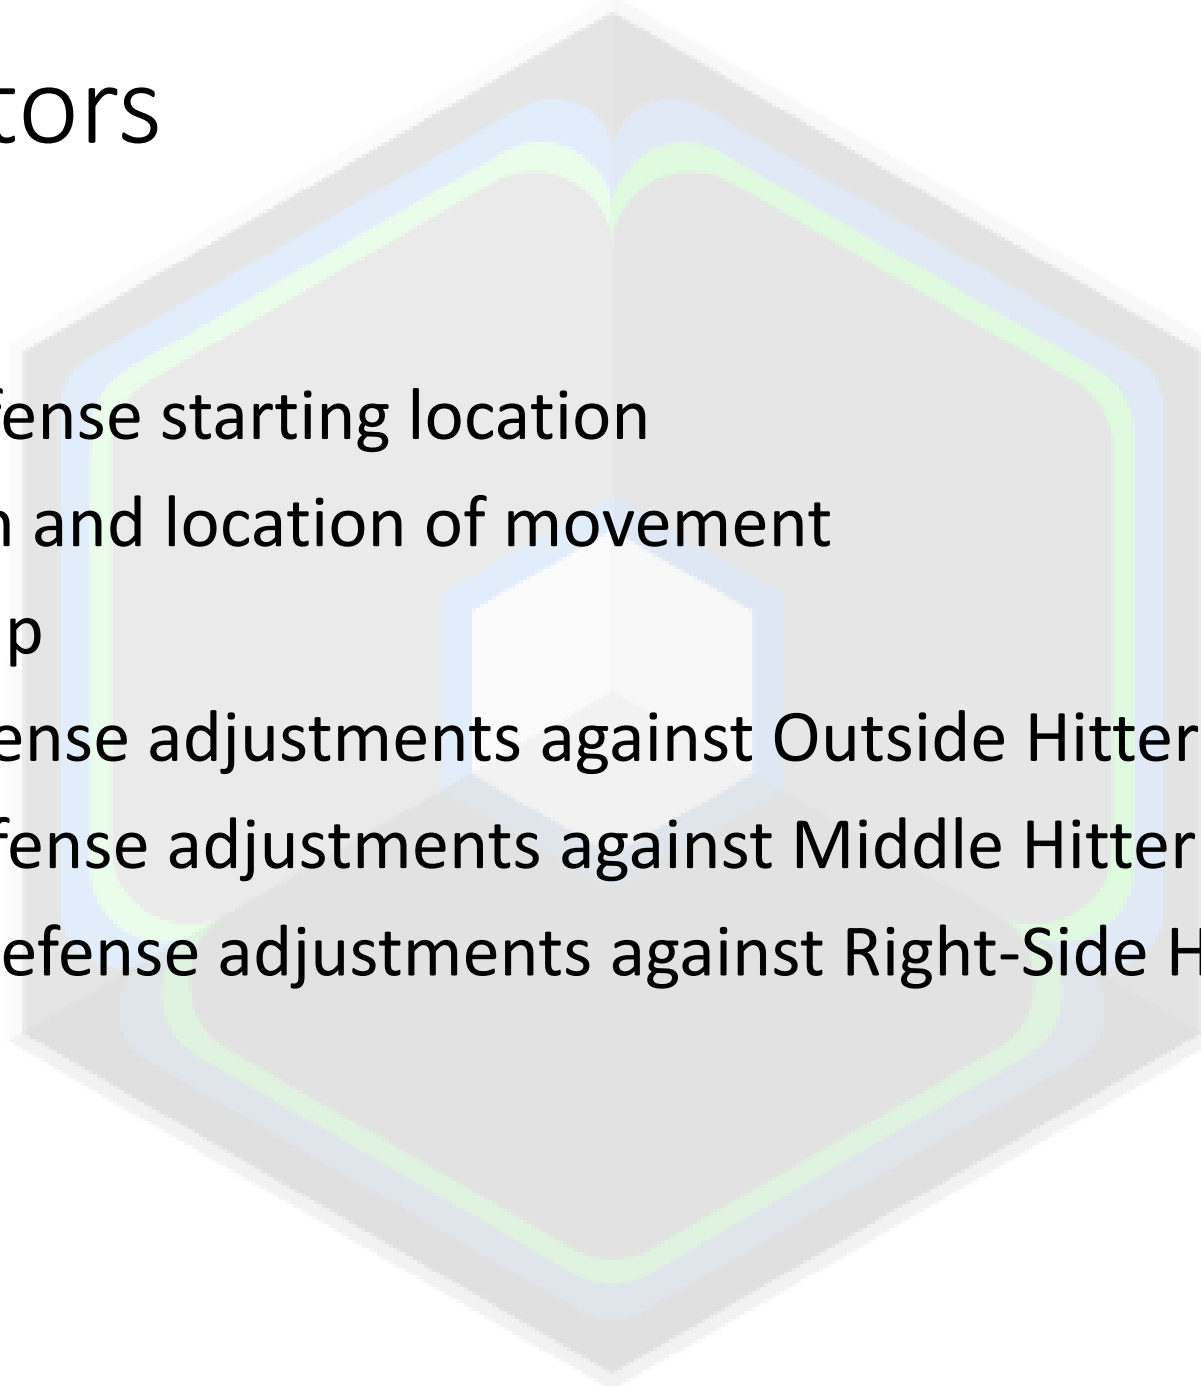 tors
fense starting location
n and location of movement
p
ense adjustments against Outside Hitter
fense adjustments against Middle Hitter
efense adjustments against Right-Side H